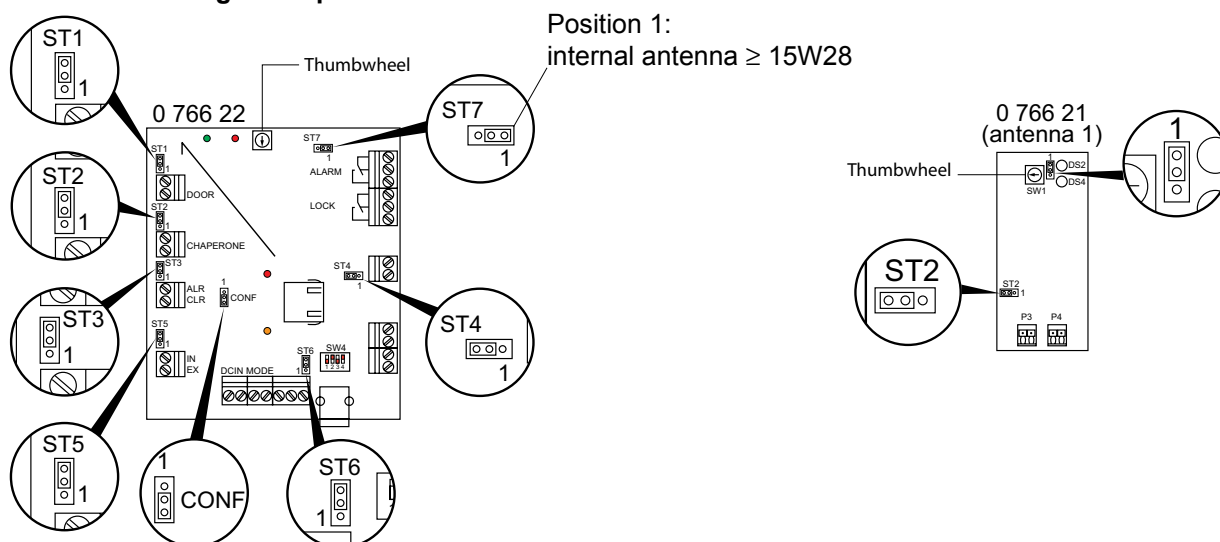 Position 1:
internal antenna ≥ 15W28
Thumbwheel
0 766 22
ST1
1
ST2
1
ST3
1
ST5
1
1
CONF
ST6
1
ST4
1
ST7
1
ST1
1
DOOR
ST2
1
CHAPERONE
ST3
1
ALR
CLR
ST5
1
IN
EX
1
CONF
DCIN MODE
ST6
1
SW4
1 2 3 4
ST4
1
ST7
1
ALARM
LOCK
0 766 21
(antenna 1)
Thumbwheel
1
1
DS2
DS4
SW1
ST2
ST2
1
P3
P4